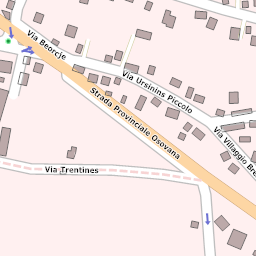 Via Beorcje
Via Ursinins Piccolo
Strada Provinciale Osovana
Via Villaggio Bre
Via Trentines